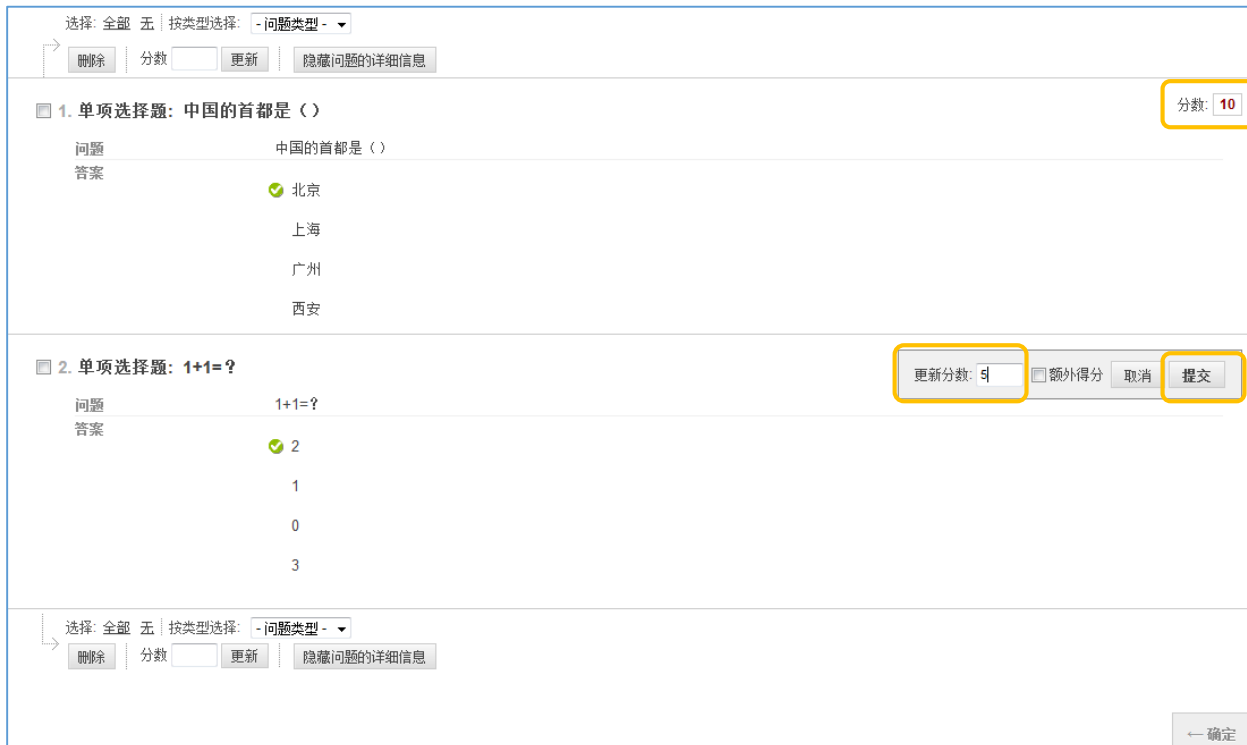 选择: 全部 无 按类型选择: - 问题类型 -
删除 分数 更新 隐藏问题的详细信息
1. 单项选择题: 中国的首都是（ ） 分数: 10
问题 中国的首都是（ ）
答案
北京
上海
广州
西安
2. 单项选择题: 1+1=？ 更新分数: 5 额外得分 取消 提交
问题 1+1=？
答案
2
1
0
3
选择: 全部 无 按类型选择: - 问题类型 -
删除 分数 更新 隐藏问题的详细信息
← 确定